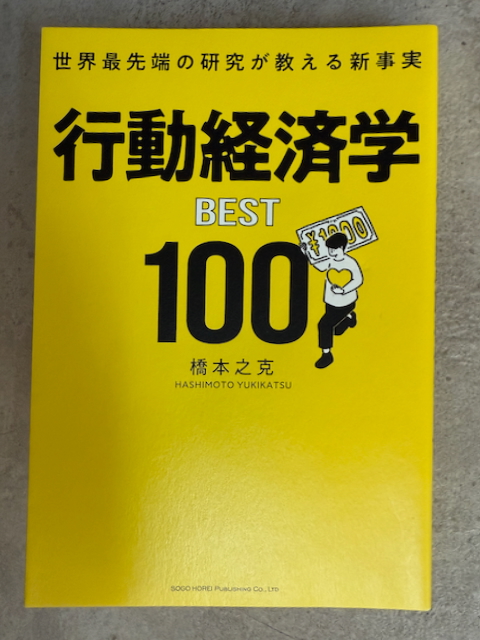 世界最先端の研究が教える新事実
行動経済学
BEST
100
¥1000
橋本之克
HASHIMOTO YUKIKATSU
SOGO HOREI PUBLISHING CO., LTD